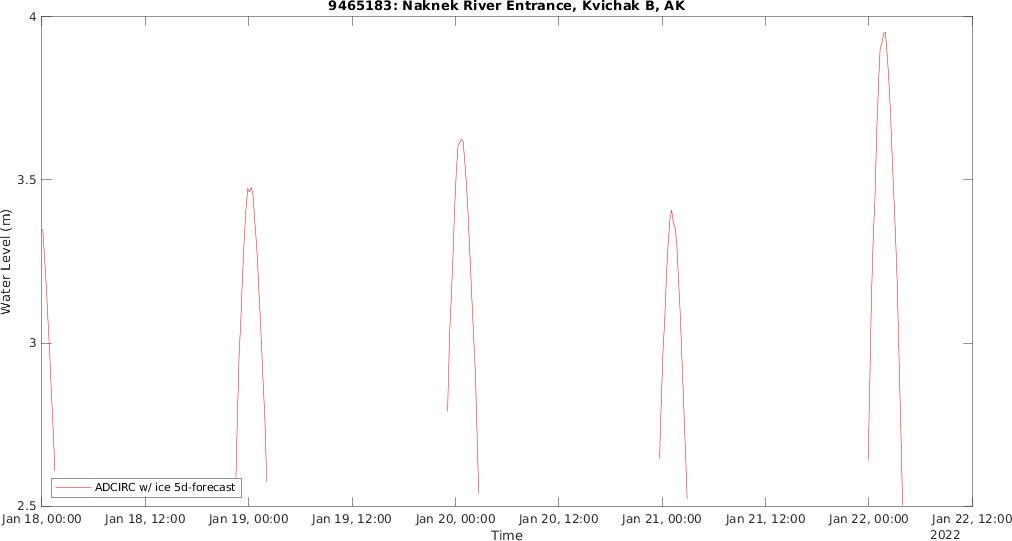 9465183: Naknek River Entrance, Kvichak B, AK
4
3.5
3
2.5
Water Level (m)
ADCIRC w/ ice 5d-forecast
Jan 18, 00:00 Jan 18, 12:00 Jan 19, 00:00 Jan 19, 12:00 Jan 20, 00:00 Jan 20, 12:00 Jan 21, 00:00 Jan 21, 12:00 Jan 22, 00:00 Jan 22, 12:00
Time
2022